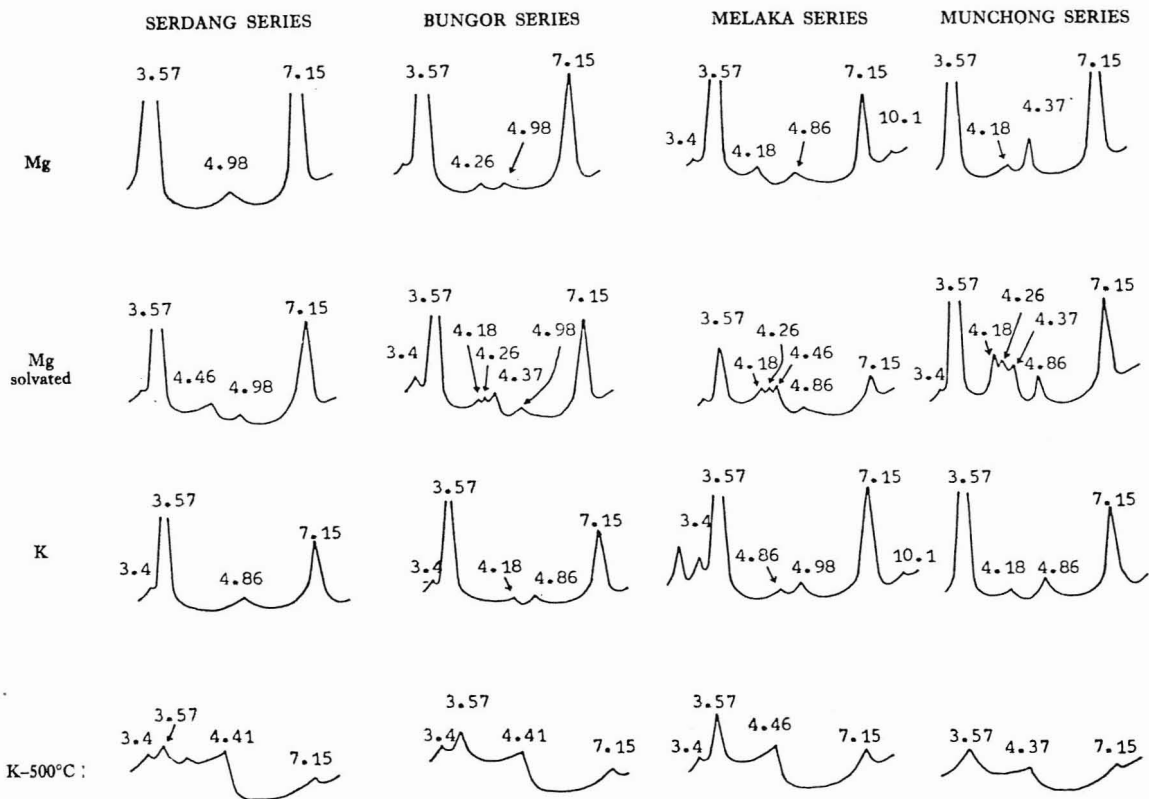 SERDANG SERIES BUNGOR SERIES MELAKA SERIES MUNCHONG SERIES
Mg
3.57 4.98 7.15
3.57 4.26 4.98 7.15
3.4 3.57 4.18 4.86 7.15 10.1
3.57 4.18 4.37 7.15
Mg
solvated
3.57 4.46 4.98 7.15
3.4 3.57 4.18 4.26 4.37 4.98 7.15
3.57 4.18 4.26 4.46 4.86 7.15
3.4 3.57 4.18 4.26 4.37 4.86 7.15
K
3.4 3.57 4.86 7.15
3.4 3.57 4.18 4.86 7.15
3.4 3.57 4.86 4.98 7.15 10.1
3.57 4.18 4.86 7.15
K-500°C :
3.4 3.57 4.41 7.15
3.4 3.57 4.41 7.15
3.4 3.57 4.46 7.15
3.57 4.37 7.15